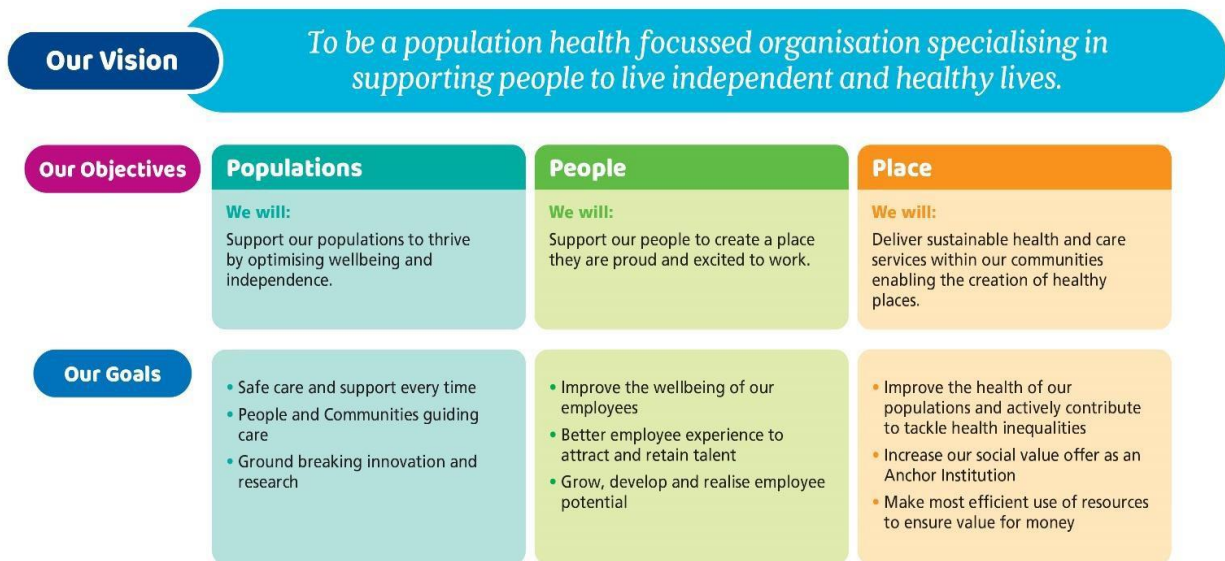 Our Vision
To be a population health focussed organisation specialising in
supporting people to live independent and healthy lives.
Our Objectives
Populations
We will:
Support our populations to thrive
by optimising wellbeing and
independence.
People
We will:
Support our people to create a place
they are proud and excited to work.
Place
We will:
Deliver sustainable health and care
services within our communities
enabling the creation of healthy
places.
Our Goals
• Safe care and support every time
• People and Communities guiding
care
• Ground breaking innovation and
research
• Improve the wellbeing of our
employees
• Better employee experience to
attract and retain talent
• Grow, develop and realise employee
potential
• Improve the health of our
populations and actively contribute
to tackle health inequalities
• Increase our social value offer as an
Anchor Institution
• Make most efficient use of resources
to ensure value for money